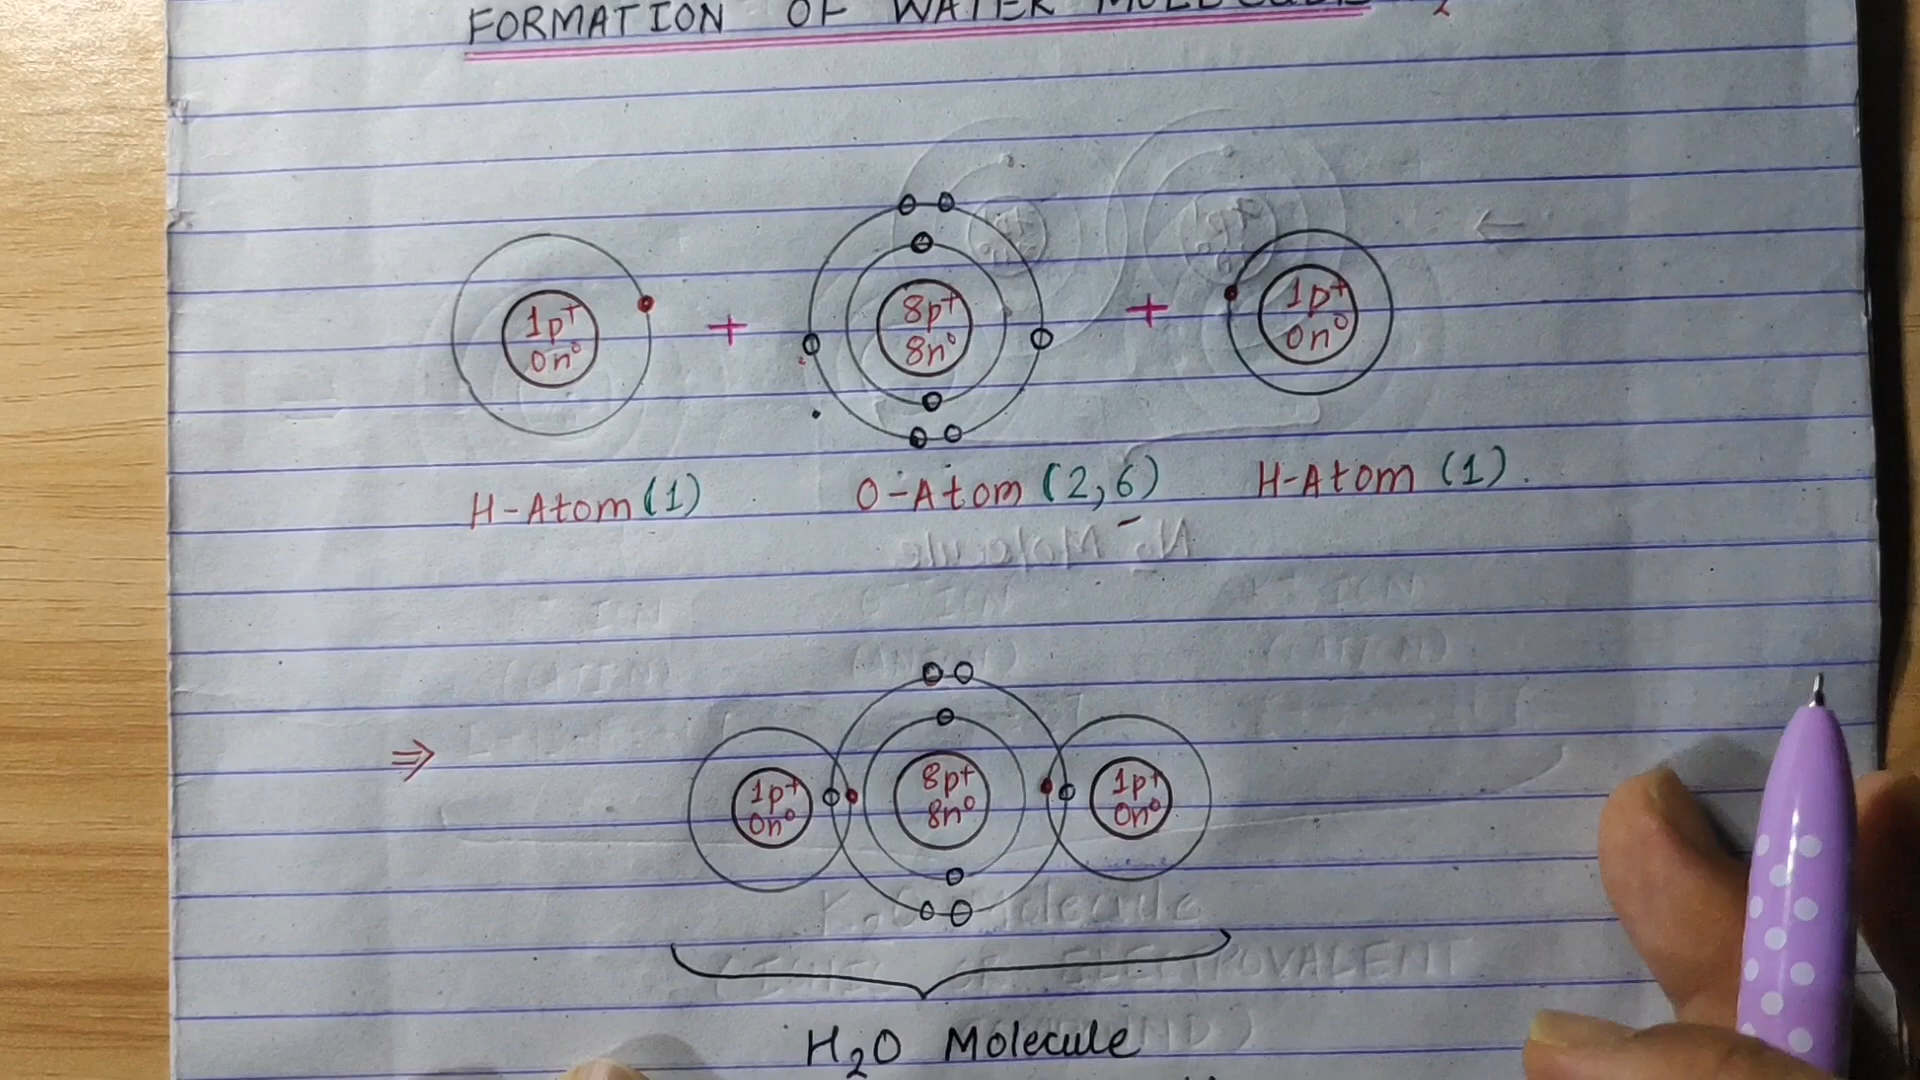 FORMATION OF WATER MOLECULE
1p⁺ 0n⁰
+
8p⁺ 8n⁰
+
1p⁺ 0n⁰
H-Atom (1)
O-Atom (2,6)
H-Atom (1).
⇒
1p⁺ 0n⁰
8p⁺ 8n⁰
1p⁺ 0n⁰
H₂O Molecule